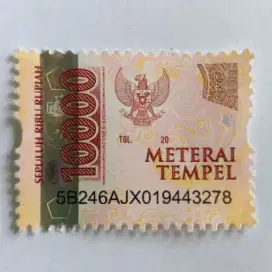 SEPULUH RIBU RUPIAH
10000
TGL. 20
METERAI
TEMPEL
5B246AJX019443278